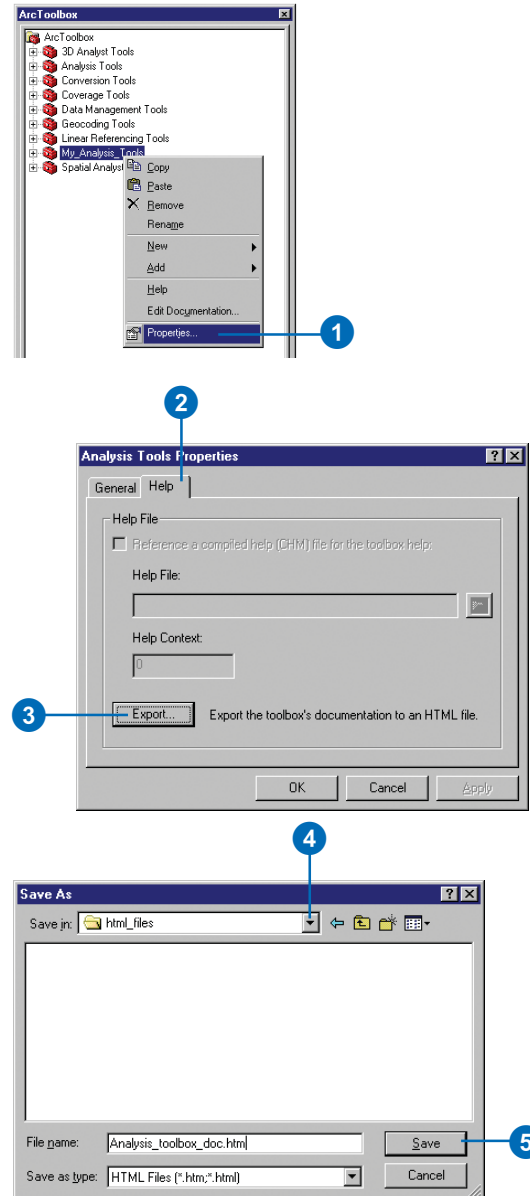 ArcToolbox
ArcToolbox
3D Analyst Tools
Analysis Tools
Conversion Tools
Coverage Tools
Data Management Tools
Geocoding Tools
Linear Referencing Tools
My_Analysis_Tools
Spatial Analyst
Copy
Paste
Remove
Rename
New
Add
Help
Edit Documentation...
Properties...
1
2
Analysis Tools Properties
General Help
Help File
Reference a compiled help (CHM) file for the toolbox help:
Help File:
Help Context:
0
3
Export... Export the toolbox's documentation to an HTML file.
OK Cancel Apply
4
Save As
Save in: html_files
File name: Analysis_toolbox_doc.htm Save
5
Save as type: HTML Files (*.htm;*.html) Cancel